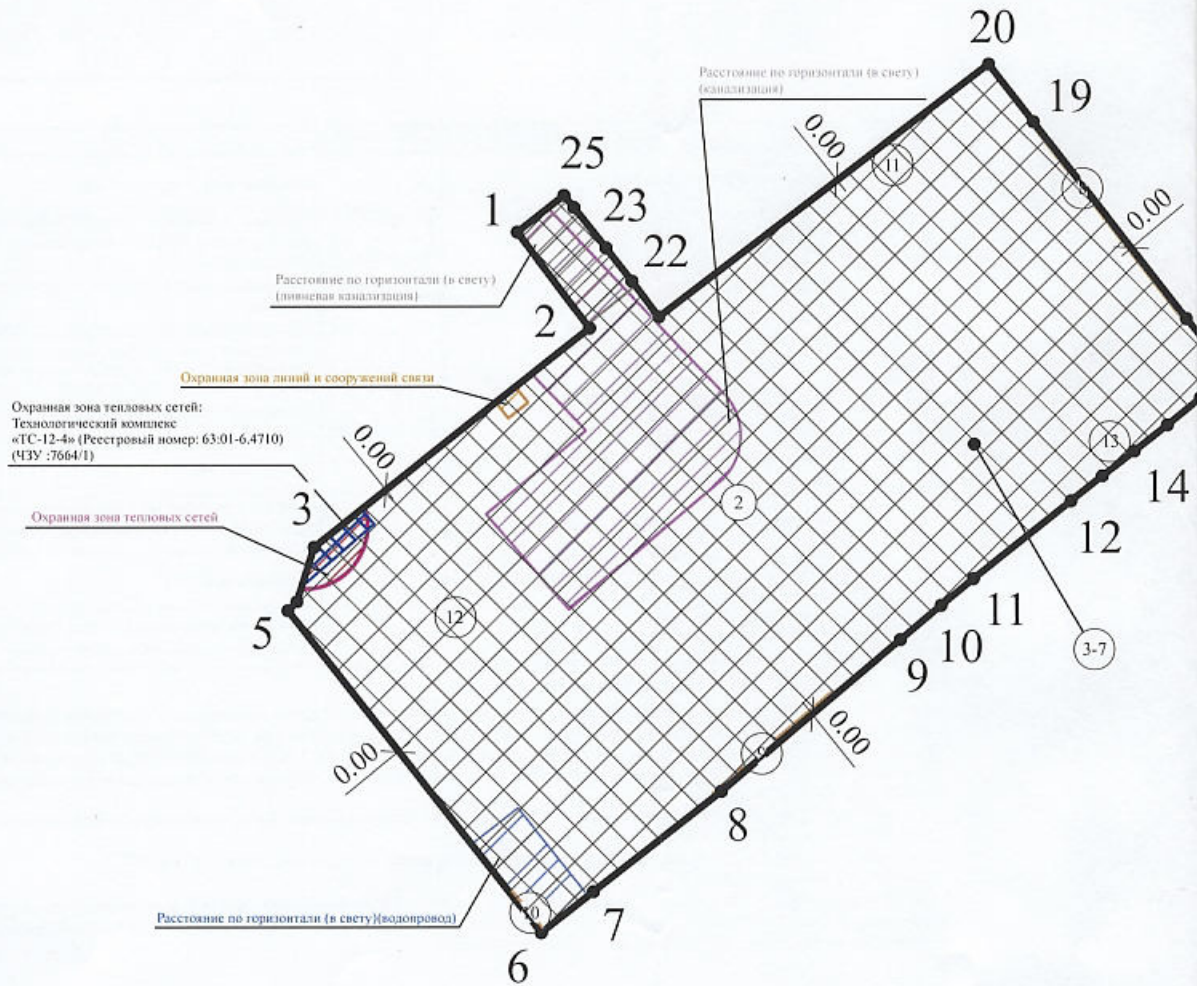 20
Расстояние по горизонтали (в свету)
(канализация)
19
0.00
11
25
1
23
0.00
22
Расстояние по горизонтали (в свету)
(ливневая канализация)
2
Охранная зона линий и сооружений связи
Охранная зона тепловых сетей:
Технологический комплекс
«ТС-12-4» (Реестровый номер: 63:01-6.4710)
(ЧЗУ :7664/1)
0.00
13
14
2
3
Охранная зона тепловых сетей
12
12
11
5
10
3-7
9
0.00
0.00
8
Расстояние по горизонтали (в свету)(водопровод)
10
7
6